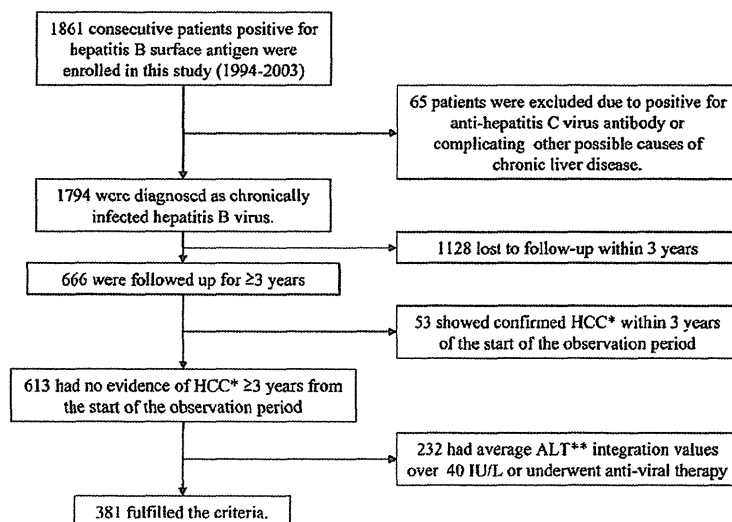 1861 consecutive patients positive for
hepatitis B surface antigen were
enrolled in this study (1994-2003)
65 patients were excluded due to positive for
anti-hepatitis C virus antibody or
complicating other possible causes of
chronic liver disease.
1794 were diagnosed as chronically
infected hepatitis B virus.
1128 lost to follow-up within 3 years
666 were followed up for ≥3 years
53 showed confirmed HCC* within 3 years
of the start of the observation period
613 had no evidence of HCC* ≥3 years from
the start of the observation period
232 had average ALT** integration values
over 40 IU/L or underwent anti-viral therapy
381 fulfilled the criteria.